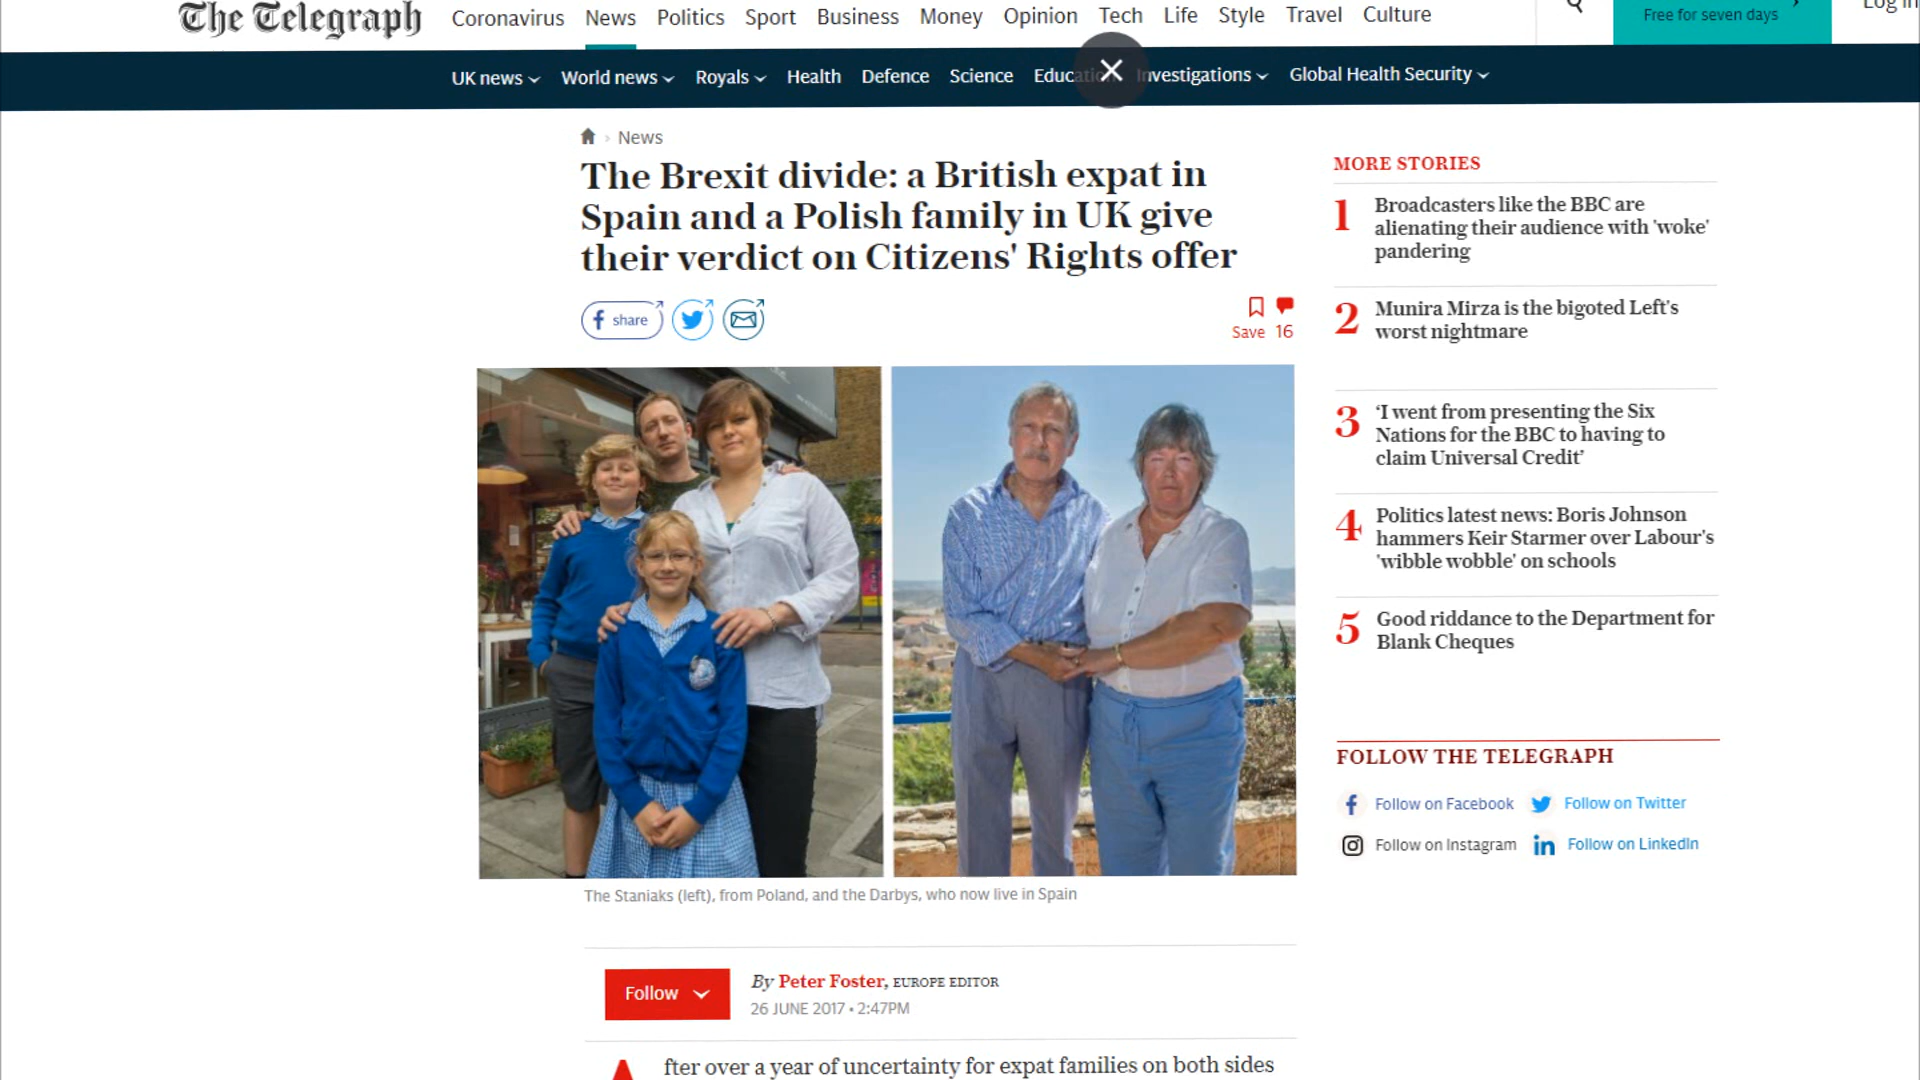 The Telegraph
Coronavirus News Politics Sport Business Money Opinion Tech Life Style Travel Culture
Free for seven days
Log in
UK news World news Royals Health Defence Science Investigations Global Health Security
News
The Brexit divide: a British expat in
Spain and a Polish family in UK give
their verdict on Citizens' Rights offer
share
Save 16
The Staniaks (left), from Poland, and the Darbys, who now live in Spain
Follow
By Peter Foster, EUROPE EDITOR
26 JUNE 2017 • 2:47PM
After over a year of uncertainty for expat families on both sides
MORE STORIES
1 Broadcasters like the BBC are
alienating their audience with 'woke'
pandering
2 Munira Mirza is the bigoted Left's
worst nightmare
3 ‘I went from presenting the Six
Nations for the BBC to having to
claim Universal Credit’
4 Politics latest news: Boris Johnson
hammers Keir Starmer over Labour's
'wibble wobble' on schools
5 Good riddance to the Department for
Blank Cheques
FOLLOW THE TELEGRAPH
Follow on Facebook Follow on Twitter
Follow on Instagram Follow on LinkedIn